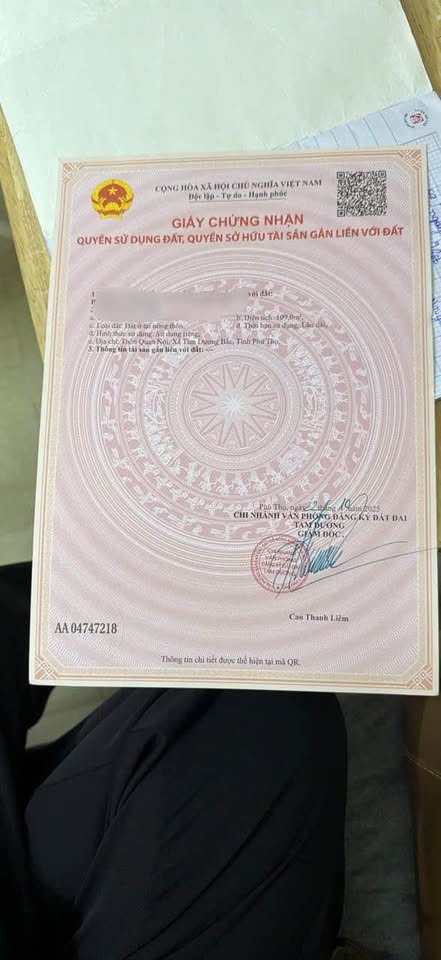 CỘNG HÒA XÃ HỘI CHỦ NGHĨA VIỆT NAM
Độc lập - Tự do - Hạnh phúc
GIẤY CHỨNG NHẬN
QUYỀN SỬ DỤNG ĐẤT, QUYỀN SỞ HỮU TÀI SẢN GẮN LIỀN VỚI ĐẤT
1 với đất:
P
2
a. b. Diện tích: 109,0m²,
c. Loại đất: Đất ở tại nông thôn, đ. Thời hạn sử dụng: Lâu dài,
d. Hình thức sử dụng: Sử dụng riêng,
e. Địa chỉ: Thôn Quan Nội, Xã Tam Dương Bắc, Tỉnh Phú Thọ.
3. Thông tin tài sản gắn liền với đất: -/-
Phú Thọ, ngày tháng 10 năm 2025
CHI NHÁNH VĂN PHÒNG ĐĂNG KÝ ĐẤT ĐAI
TAM DƯƠNG
GIÁM ĐỐC
Cao Thanh Liêm
AA 04747218
Thông tin chi tiết được thể hiện tại mã QR.